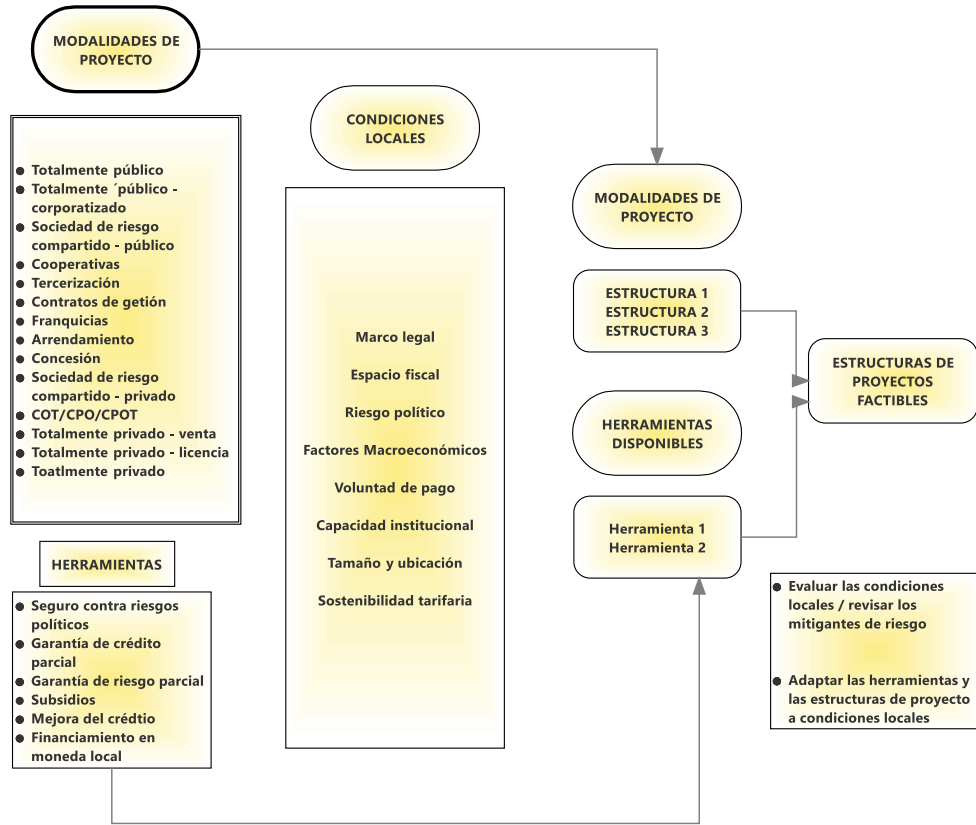 MODALIDADES DE
PROYECTO
● Totalmente público
● Totalmente ´público -
corporatizado
● Sociedad de riesgo
compartido - público
● Cooperativas
● Tercerización
● Contratos de getión
● Franquicias
● Arrendamiento
● Concesión
● Sociedad de riesgo
compartido - privado
● COT/CPO/CPOT
● Totalmente privado - venta
● Totalmente privado - licencia
● Toatlmente privado
HERRAMIENTAS
● Seguro contra riesgos
políticos
● Garantía de crédito
parcial
● Garantía de riesgo parcial
● Subsidios
● Mejora del crédtio
● Financiamiento en
moneda local
CONDICIONES
LOCALES
Marco legal
Espacio fiscal
Riesgo político
Factores Macroeconómicos
Voluntad de pago
Capacidad institucional
Tamaño y ubicación
Sostenibilidad tarifaria
MODALIDADES DE
PROYECTO
ESTRUCTURA 1
ESTRUCTURA 2
ESTRUCTURA 3
HERRAMIENTAS
DISPONIBLES
Herramienta 1
Herramienta 2
ESTRUCTURAS DE
PROYECTOS
FACTIBLES
● Evaluar las condiciones
locales / revisar los
mitigantes de riesgo
● Adaptar las herramientas y
las estructuras de proyecto
a condiciones locales